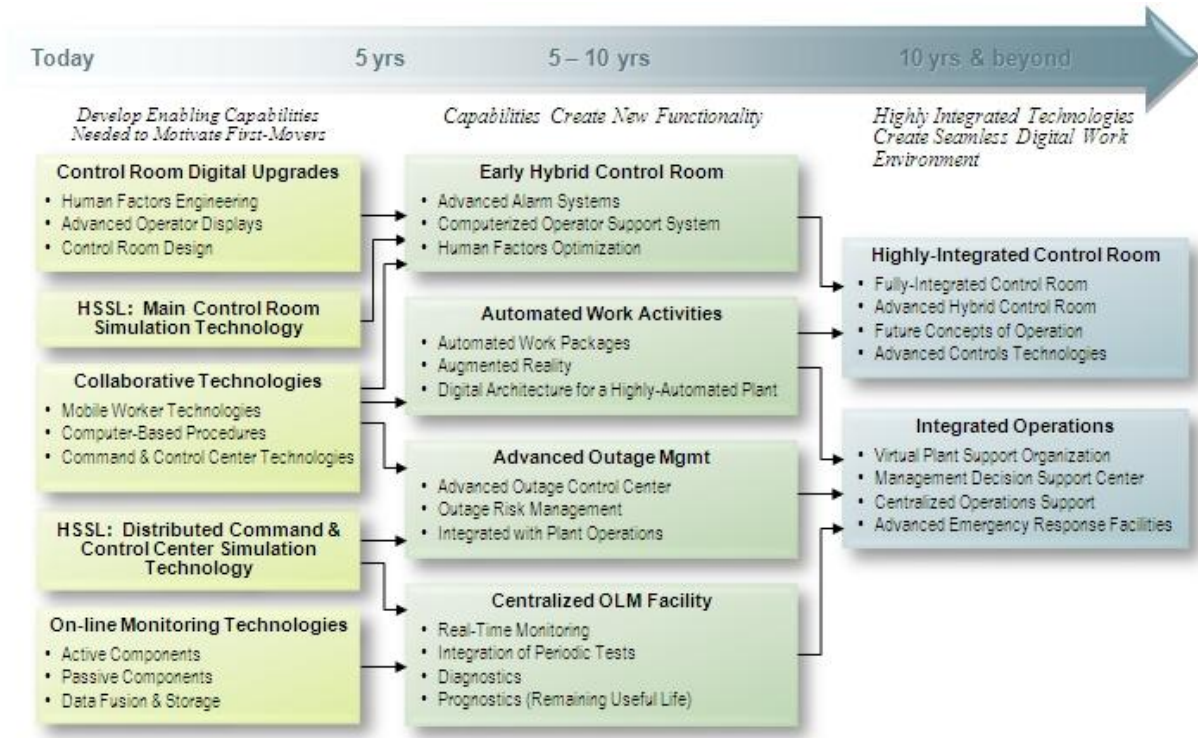 Today
5 yrs
5 – 10 yrs
10 yrs & beyond
Develop Enabling Capabilities
Needed to Motivate First-Movers
Capabilities Create New Functionality
Highly Integrated Technologies
Create Seamless Digital Work
Environment
Control Room Digital Upgrades
• Human Factors Engineering
• Advanced Operator Displays
• Control Room Design
HSSL: Main Control Room
Simulation Technology
Collaborative Technologies
• Mobile Worker Technologies
• Computer-Based Procedures
• Command & Control Center Technologies
HSSL: Distributed Command &
Control Center Simulation
Technology
On-line Monitoring Technologies
• Active Components
• Passive Components
• Data Fusion & Storage
Early Hybrid Control Room
• Advanced Alarm Systems
• Computerized Operator Support System
• Human Factors Optimization
Automated Work Activities
• Automated Work Packages
• Augmented Reality
• Digital Architecture for a Highly-Automated Plant
Advanced Outage Mgmt
• Advanced Outage Control Center
• Outage Risk Management
• Integrated with Plant Operations
Centralized OLM Facility
• Real-Time Monitoring
• Integration of Periodic Tests
• Diagnostics
• Prognostics (Remaining Useful Life)
Highly-Integrated Control Room
• Fully-Integrated Control Room
• Advanced Hybrid Control Room
• Future Concepts of Operation
• Advanced Controls Technologies
Integrated Operations
• Virtual Plant Support Organization
• Management Decision Support Center
• Centralized Operations Support
• Advanced Emergency Response Facilities